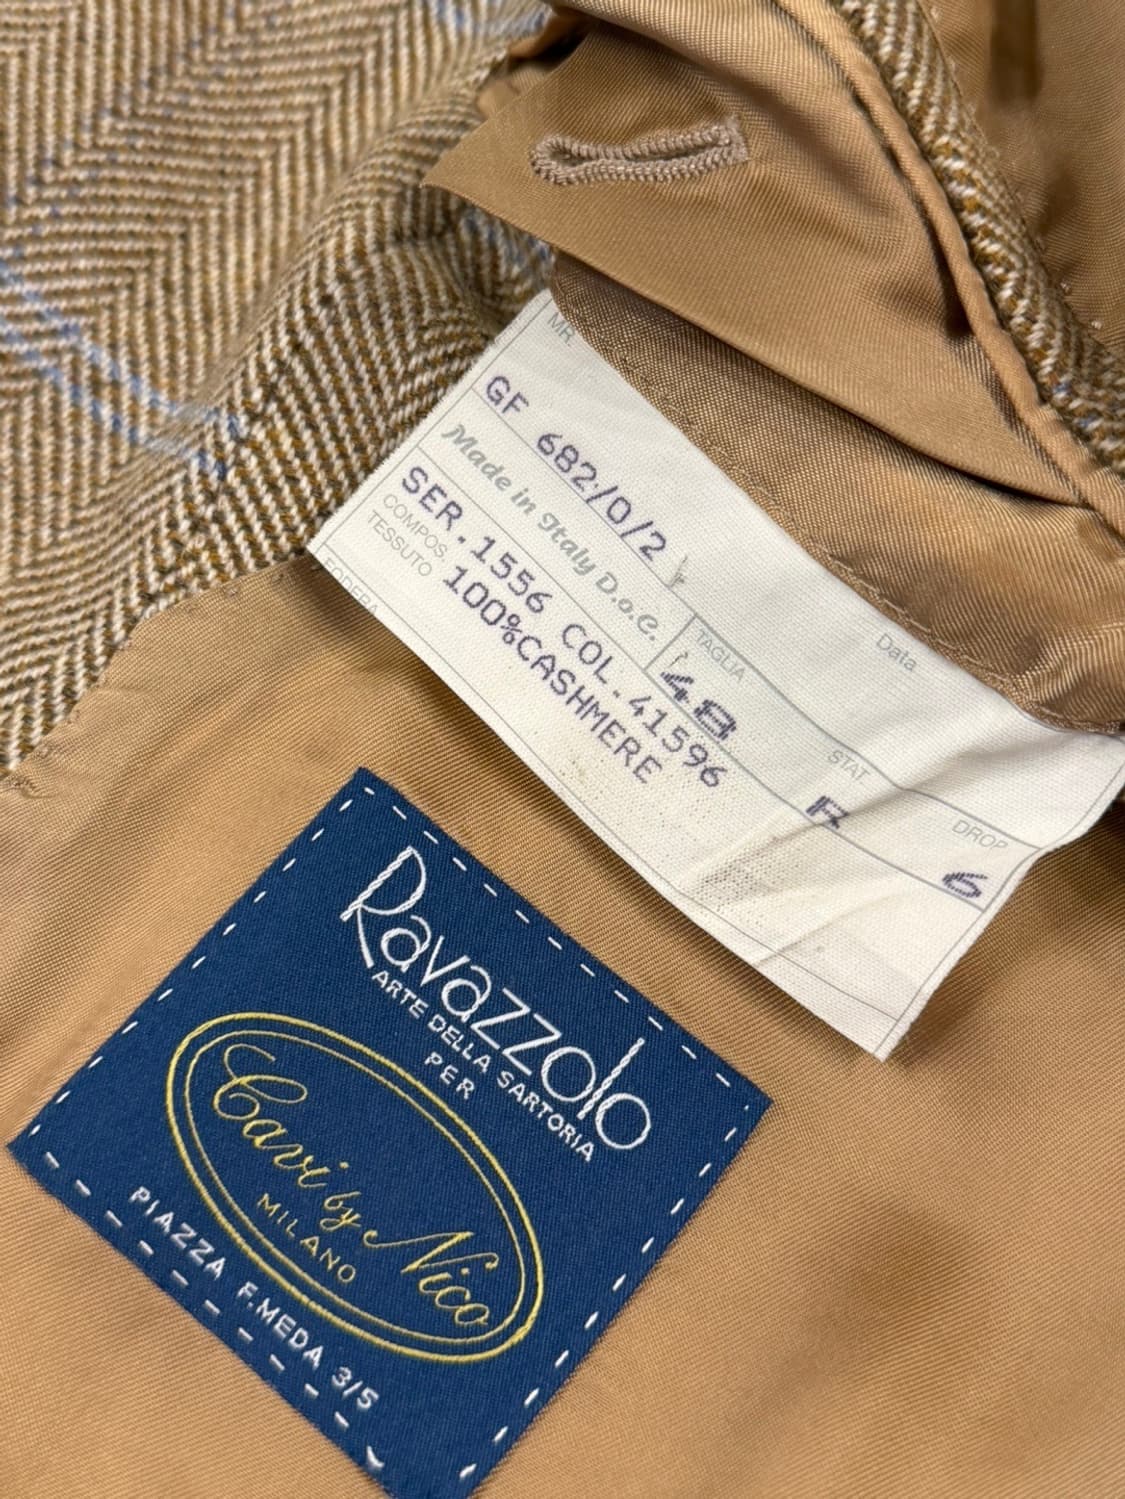 MR.
GF 682/0/2
Data
Made in Italy D.o.C.
TAGLIA
48
STAT
R
DROP
6
SER.1556 COL.41596
COMPOS.
TESSUTO
100%CASHMERE
FODERA
Ravazzolo
ARTE DELLA SARTORIA
PER
Cavi by Nico
MILANO
PIAZZA F.MEDA 3/5